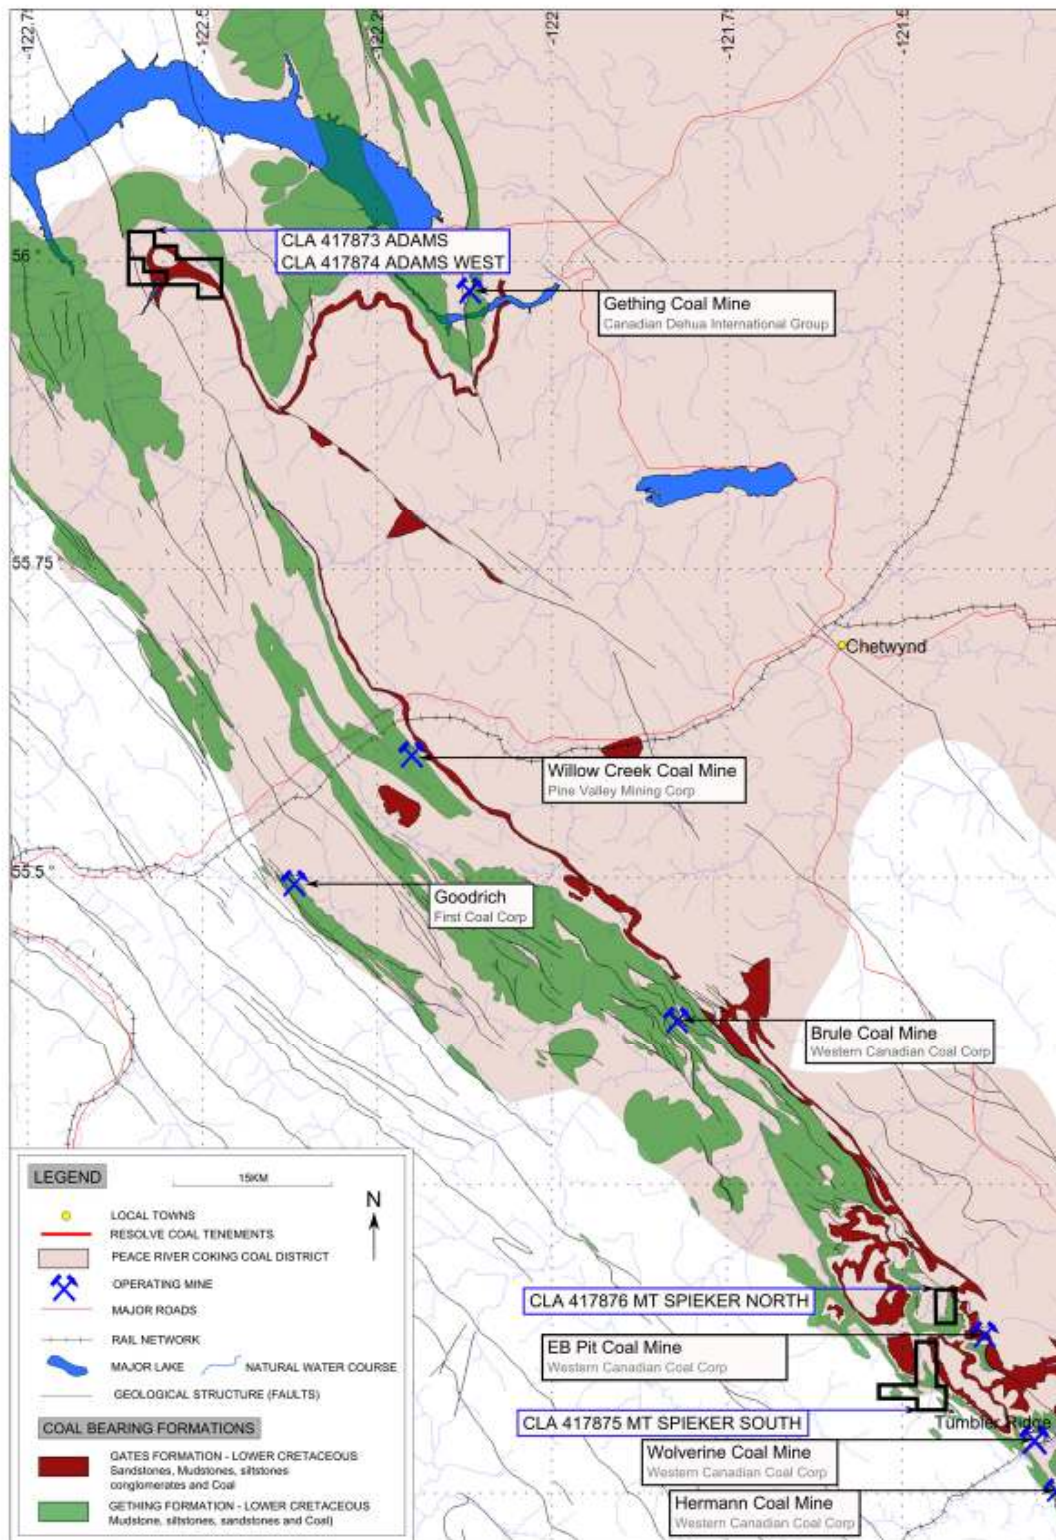 -122.75
-122.5
-122.25
-122
-121.75
-121.5
CLA 417873 ADAMS
CLA 417874 ADAMS WEST
56 °
Gething Coal Mine
Canadian Dehua International Group
55.75 °
Chetwynd
Willow Creek Coal Mine
Pine Valley Mining Corp
55.5 °
Goodrich
First Coal Corp
Brule Coal Mine
Western Canadian Coal Corp
CLA 417876 MT SPIEKER NORTH
EB Pit Coal Mine
Western Canadian Coal Corp
CLA 417875 MT SPIEKER SOUTH
Tumbler Ridge
Wolverine Coal Mine
Western Canadian Coal Corp
Hermann Coal Mine
Western Canadian Coal Corp
LEGEND
15KM
N
LOCAL TOWNS
RESOLVE COAL TENEMENTS
PEACE RIVER COKING COAL DISTRICT
OPERATING MINE
MAJOR ROADS
RAIL NETWORK
MAJOR LAKE
NATURAL WATER COURSE
GEOLOGICAL STRUCTURE (FAULTS)
COAL BEARING FORMATIONS
GATES FORMATION - LOWER CRETACEOUS
Sandstones, Mudstones, siltstones
conglomerates and Coal
GETHING FORMATION - LOWER CRETACEOUS
Mudstone, siltstones, sandstones and Coal)